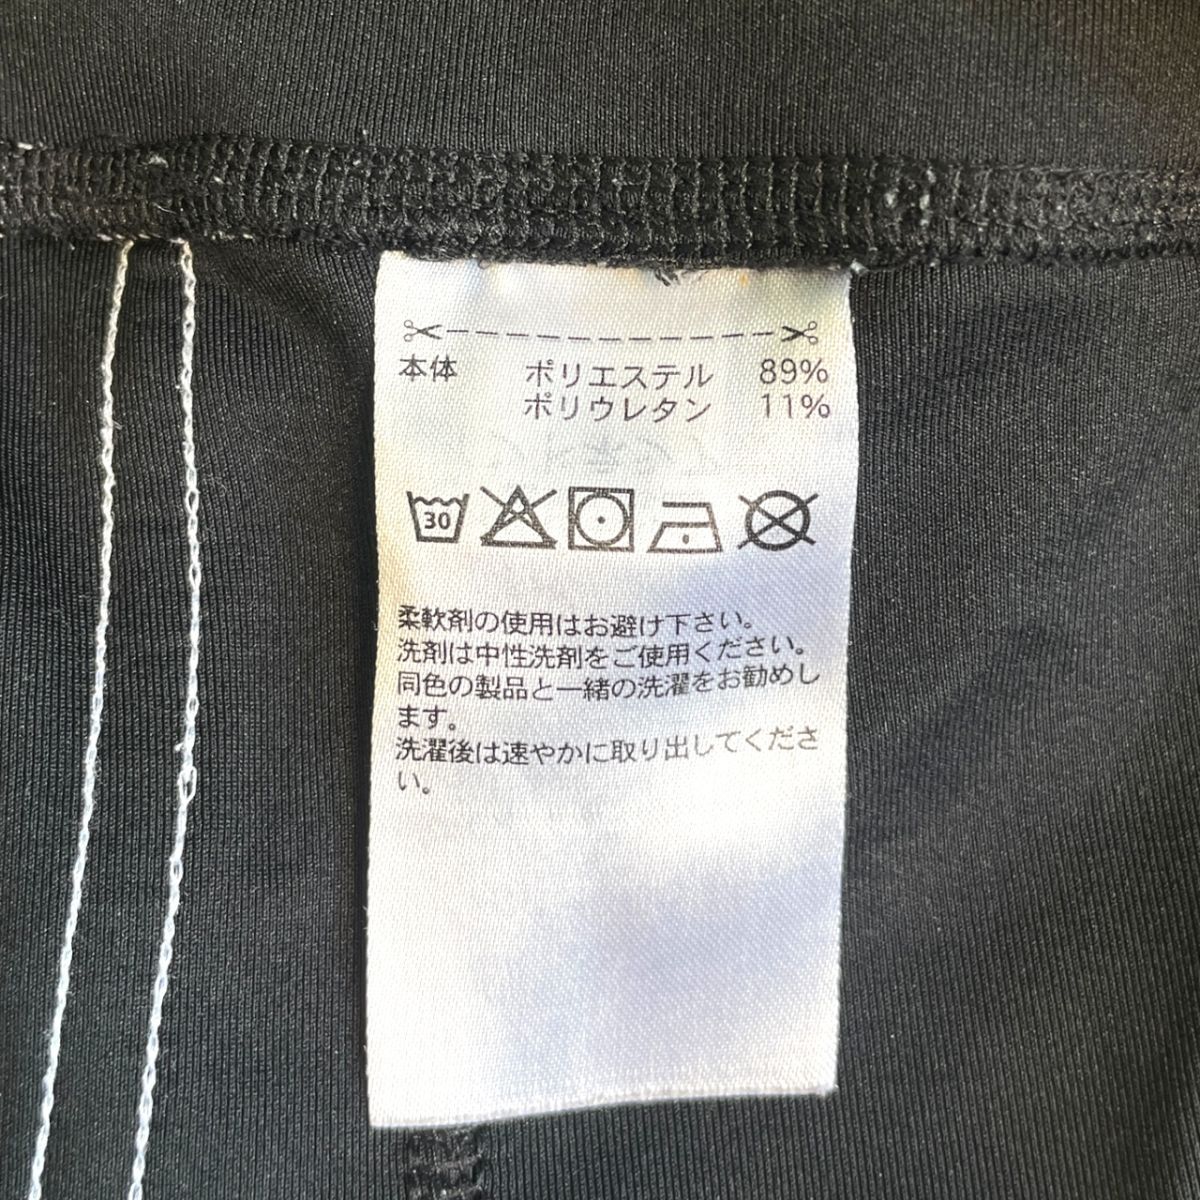 本体 ポリエステル 89%
ポリウレタン 11%
30
柔軟剤の使用はお避け下さい。
洗剤は中性洗剤をご使用ください。
同色の製品と一緒の洗濯をお勧めし
ます。
洗濯後は速やかに取り出してくださ
い。